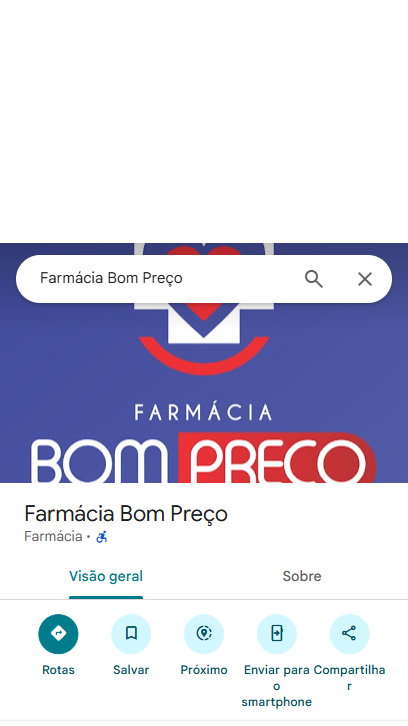 Farmácia Bom Preço
FARMÁCIA
BOM PREÇO
Farmácia Bom Preço
Farmácia •
Visão geral
Sobre
Rotas
Salvar
Próximo
Enviar para
o
smartphone
Compartilha
r